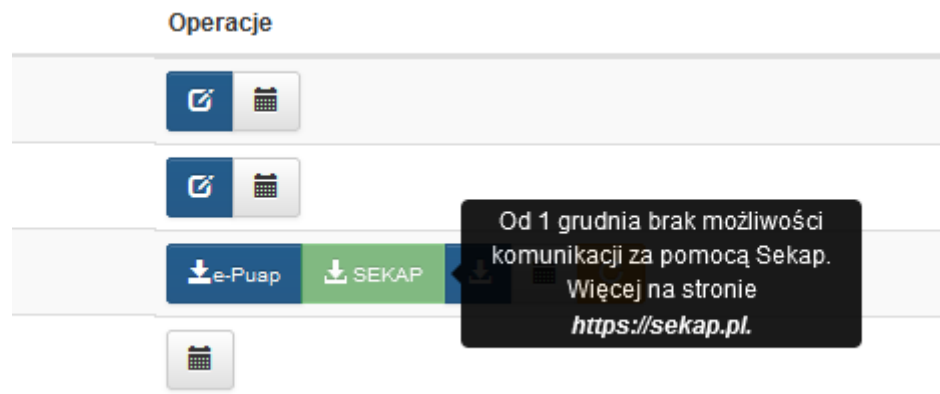 Operacje
e-Puap SEKAP
Od 1 grudnia brak możliwości
komunikacji za pomocą Sekap.
Więcej na stronie
https://sekap.pl.